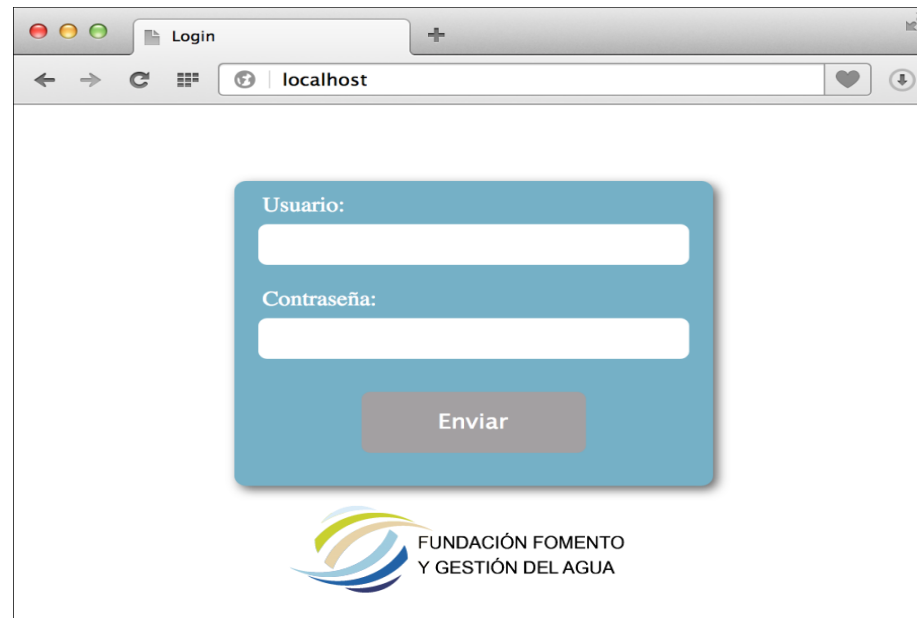 Login
localhost
Usuario:
Contraseña:
Enviar
FUNDACIÓN FOMENTO
Y GESTIÓN DEL AGUA